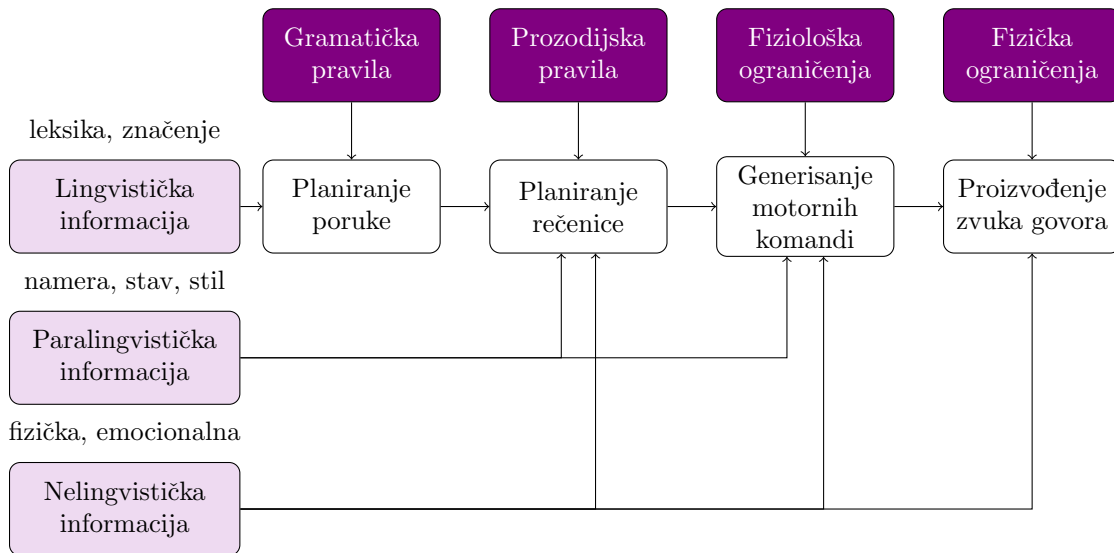 Gramatička
pravila
Prozodijska
pravila
Fiziološka
ograničenja
Fizička
ograničenja
leksika, značenje
Lingvistička
informacija
Planiranje
poruke
Planiranje
rečenice
Generisanje
motornih
komandi
Proizvođenje
zvuka govora
namera, stav, stil
Paralingvistička
informacija
fizička, emocionalna
Nelingvistička
informacija